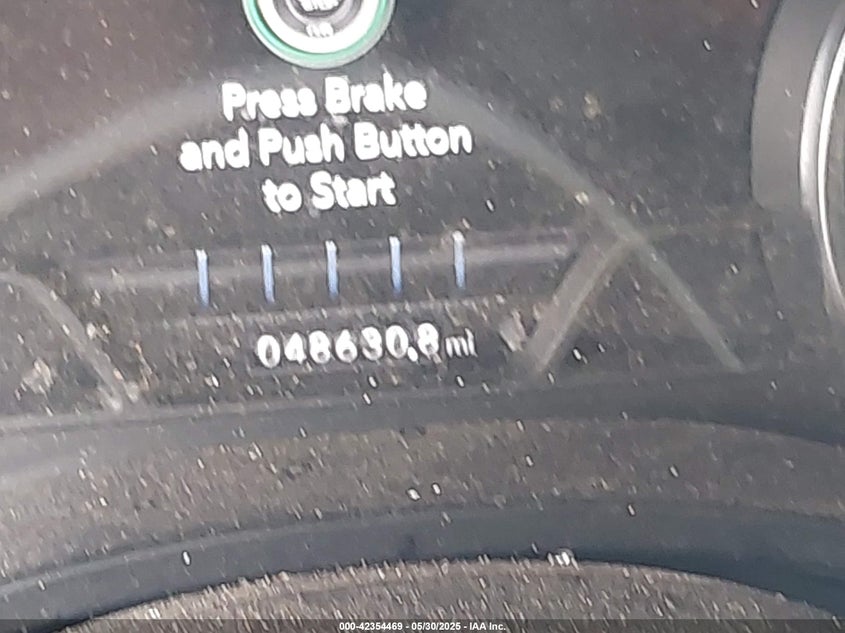 Press Brake
and Push Button
to Start
048630.8 mi
000-42354469 - 05/30/2025 - IAA Inc.